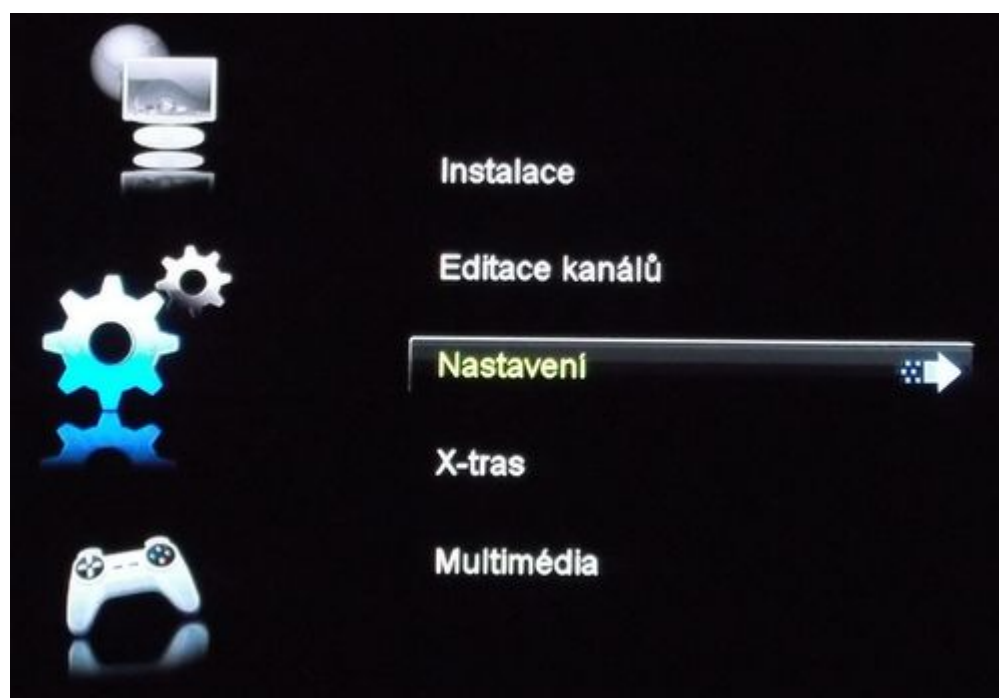 Instalace
Editace kanálů
Nastavení
X-tras
Multimédia